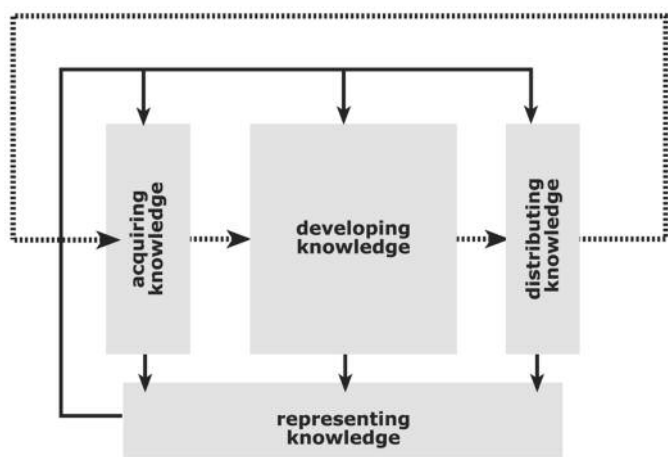 acquiring
knowledge
developing
knowledge
distributing
knowledge
representing
knowledge